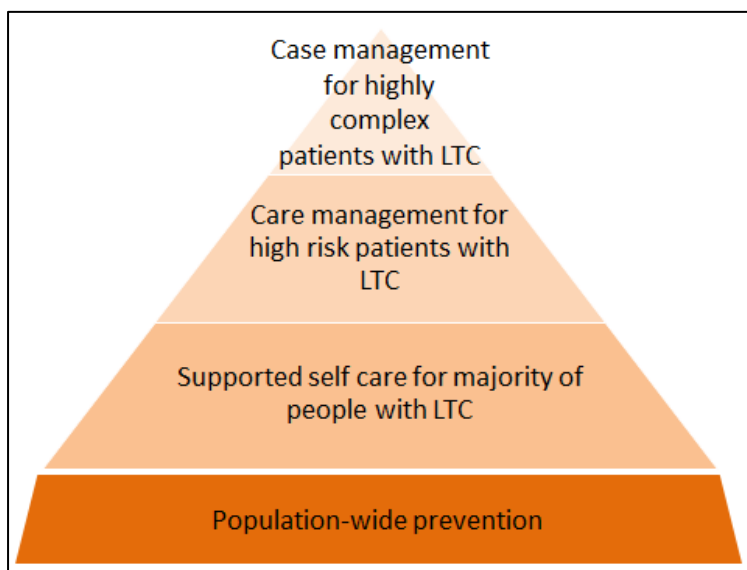 Case management
for highly
complex
patients with LTC
Care management for
high risk patients with
LTC
Supported self care for majority of
people with LTC
Population-wide prevention